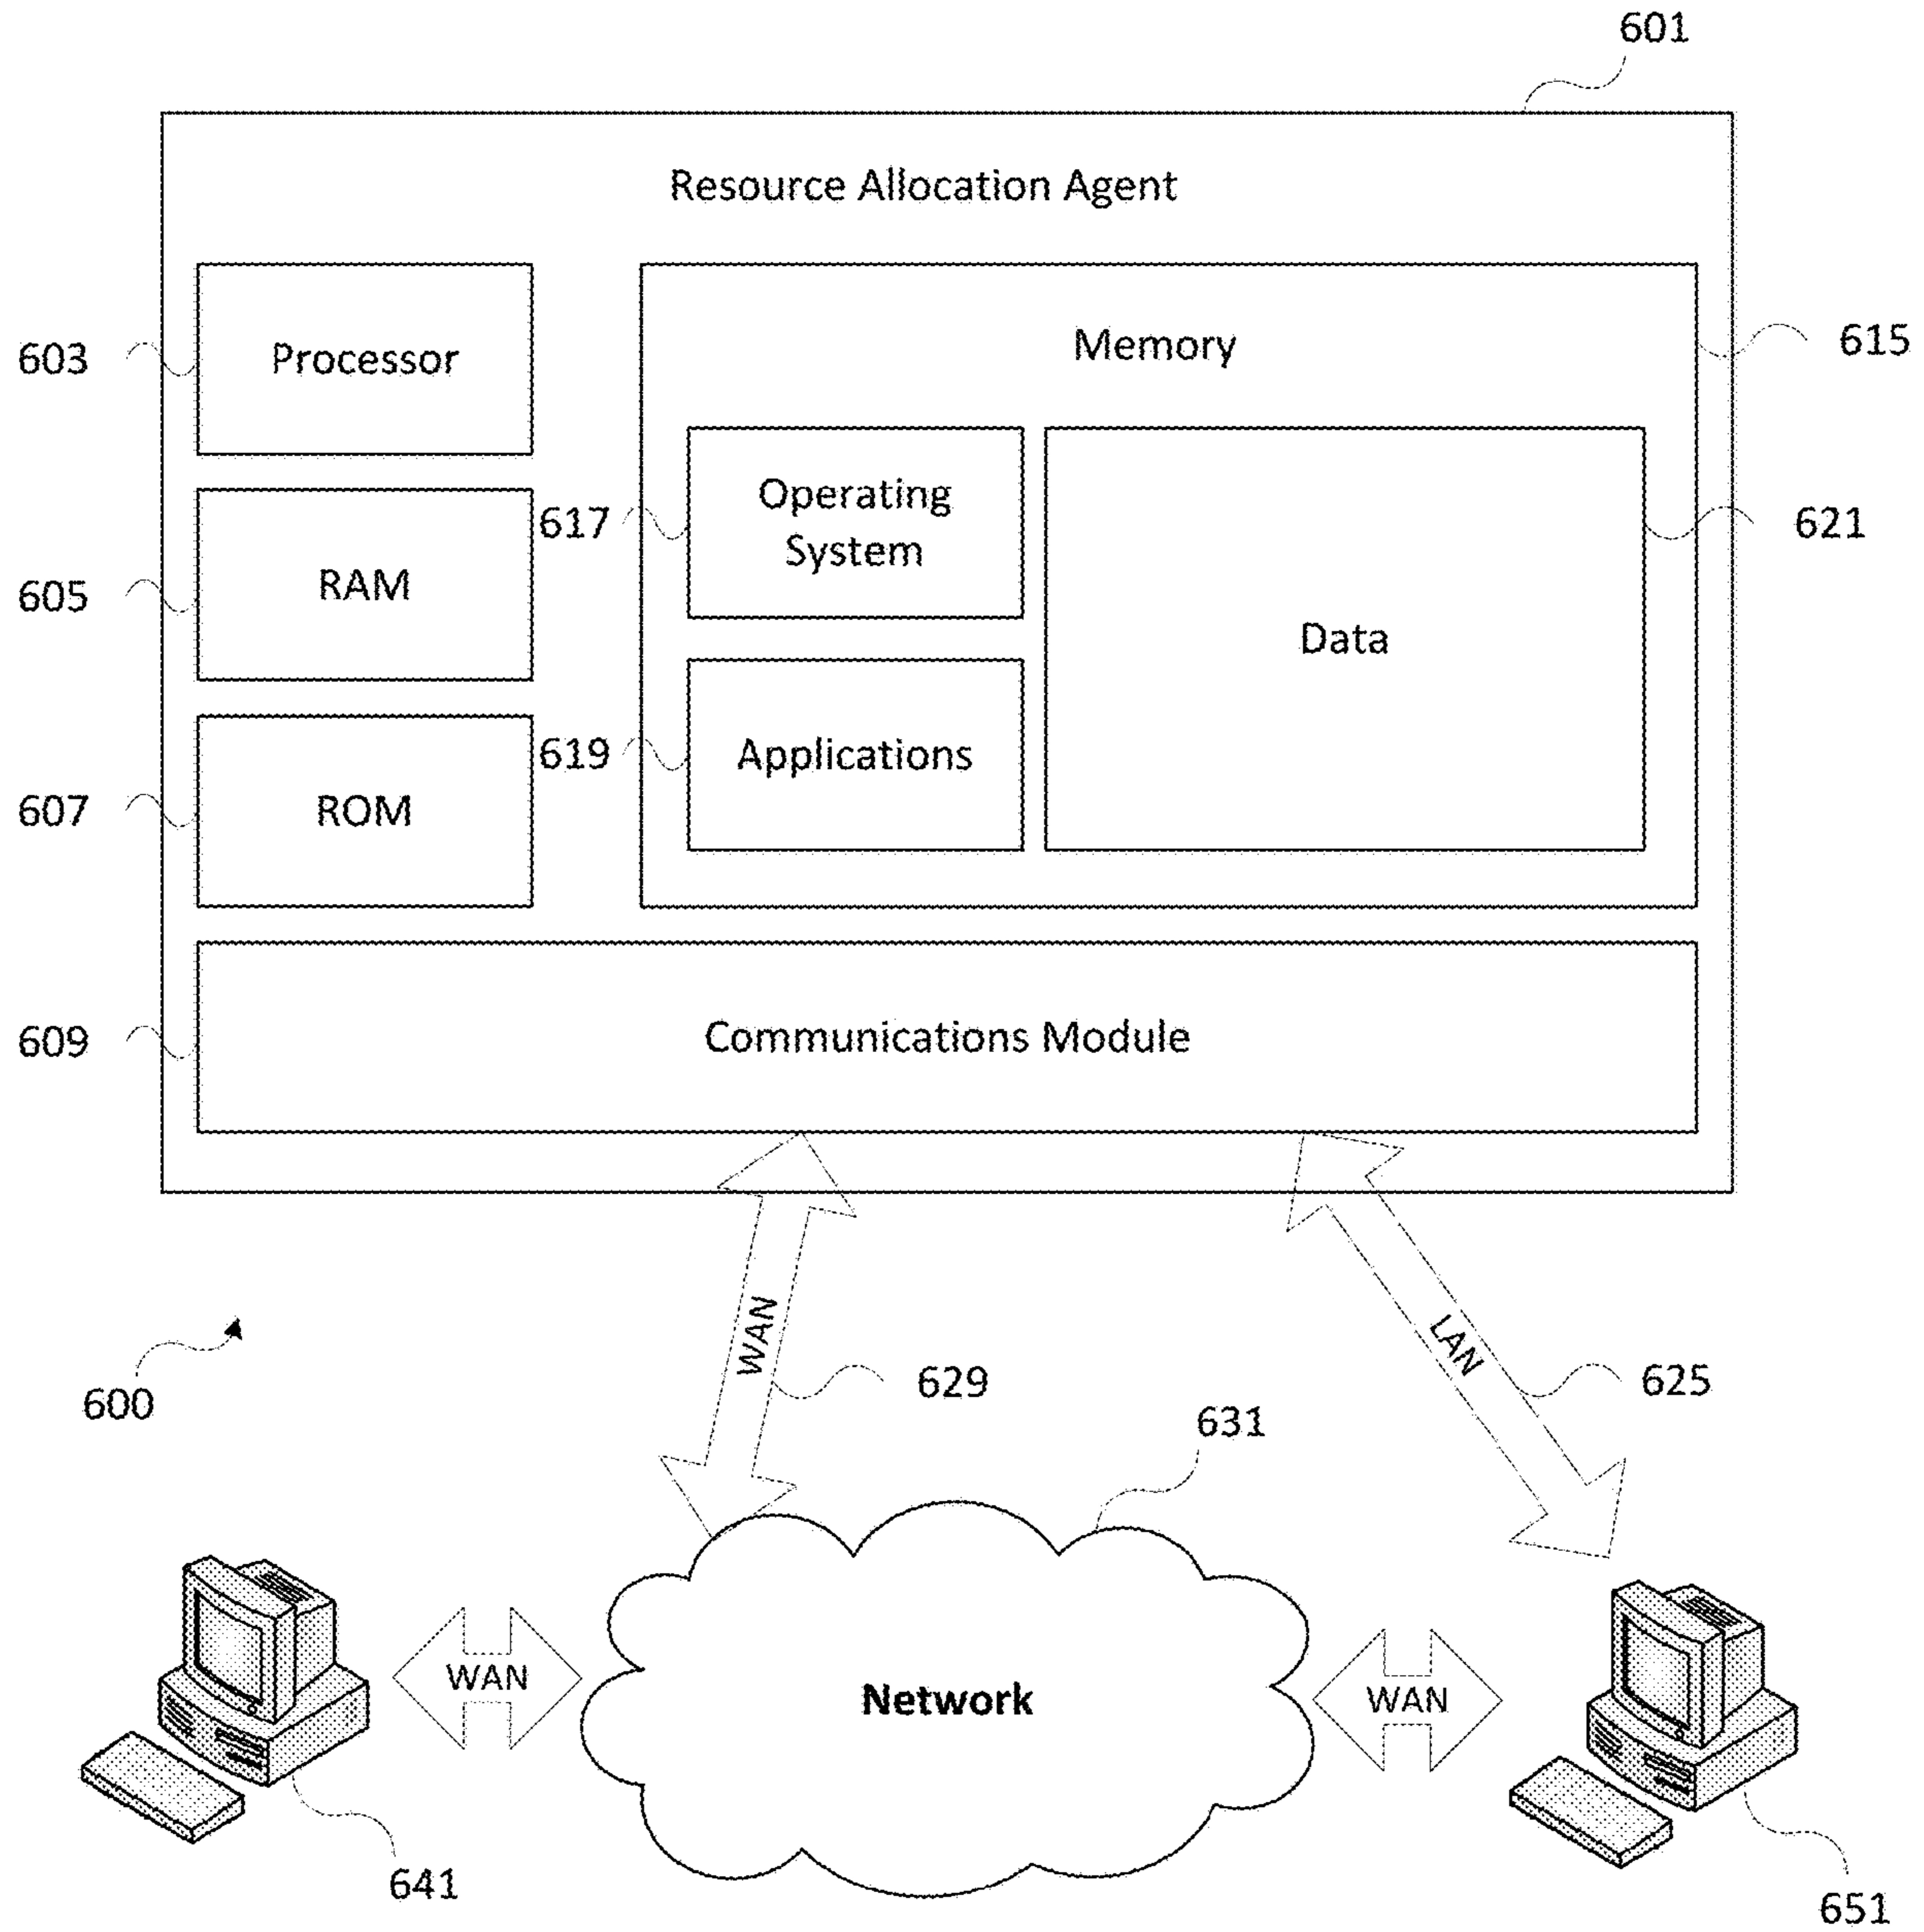 601
Resource Allocation Agent
603
Processor
Memory
615
617
Operating
System
621
605
RAM
Data
619
Applications
607
ROM
609
Communications Module
WAN
LAN
600
629
625
631
WAN
Network
WAN
641
651